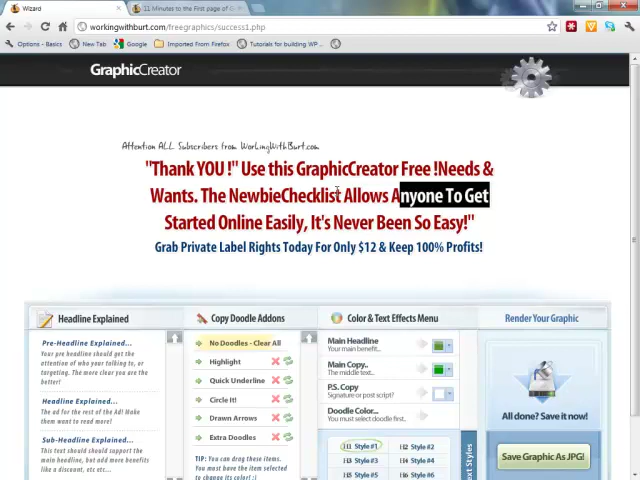 Wizard
11 Minutes to the First page of G
workingwithburt.com/freegraphics/success1.php
Options - Basics
New Tab
Google
Imported From Firefox
Tutorials for building WP ...
GraphicCreator
Attention ALL Subscribers from WorkingWithBurt.com
"Thank YOU !" Use this GraphicCreator Free !Needs &
Wants. The NewbieChecklist Allows Anyone To Get
Started Online Easily, It's Never Been So Easy!"
Grab Private Label Rights Today For Only $12 & Keep 100% Profits!
Headline Explained
Pre-Headline Explained...
Your pre headline should get the
attention of who your talking to, or
targeting. The more clear you are the
better!
Headline Explained...
The ad for the rest of the Ad! Make
them want to read more!
Sub-Headline Explained...
This text should support the
main headline, but add more benefits
like a discount, etc etc...
Copy Doodle Addons
No Doodles - Clear All
Highlight
Quick Underline
Circle It!
Drawn Arrows
Extra Doodles
TIP: You can drag these items.
You must have the item selected
to change its color! :)
Color & Text Effects Menu
Main Headline
Your main benefit..
Main Copy..
The middle text..
P.S. Copy
Signature or post script?
Doodle Color...
You must select doodle first.
H1 Style #1
H2 Style #2
H3 Style #3
H4 Style #4
H5 Style #5
H6 Style #6
Text Styles
Render Your Graphic
All done? Save it now!
Save Graphic As JPG!